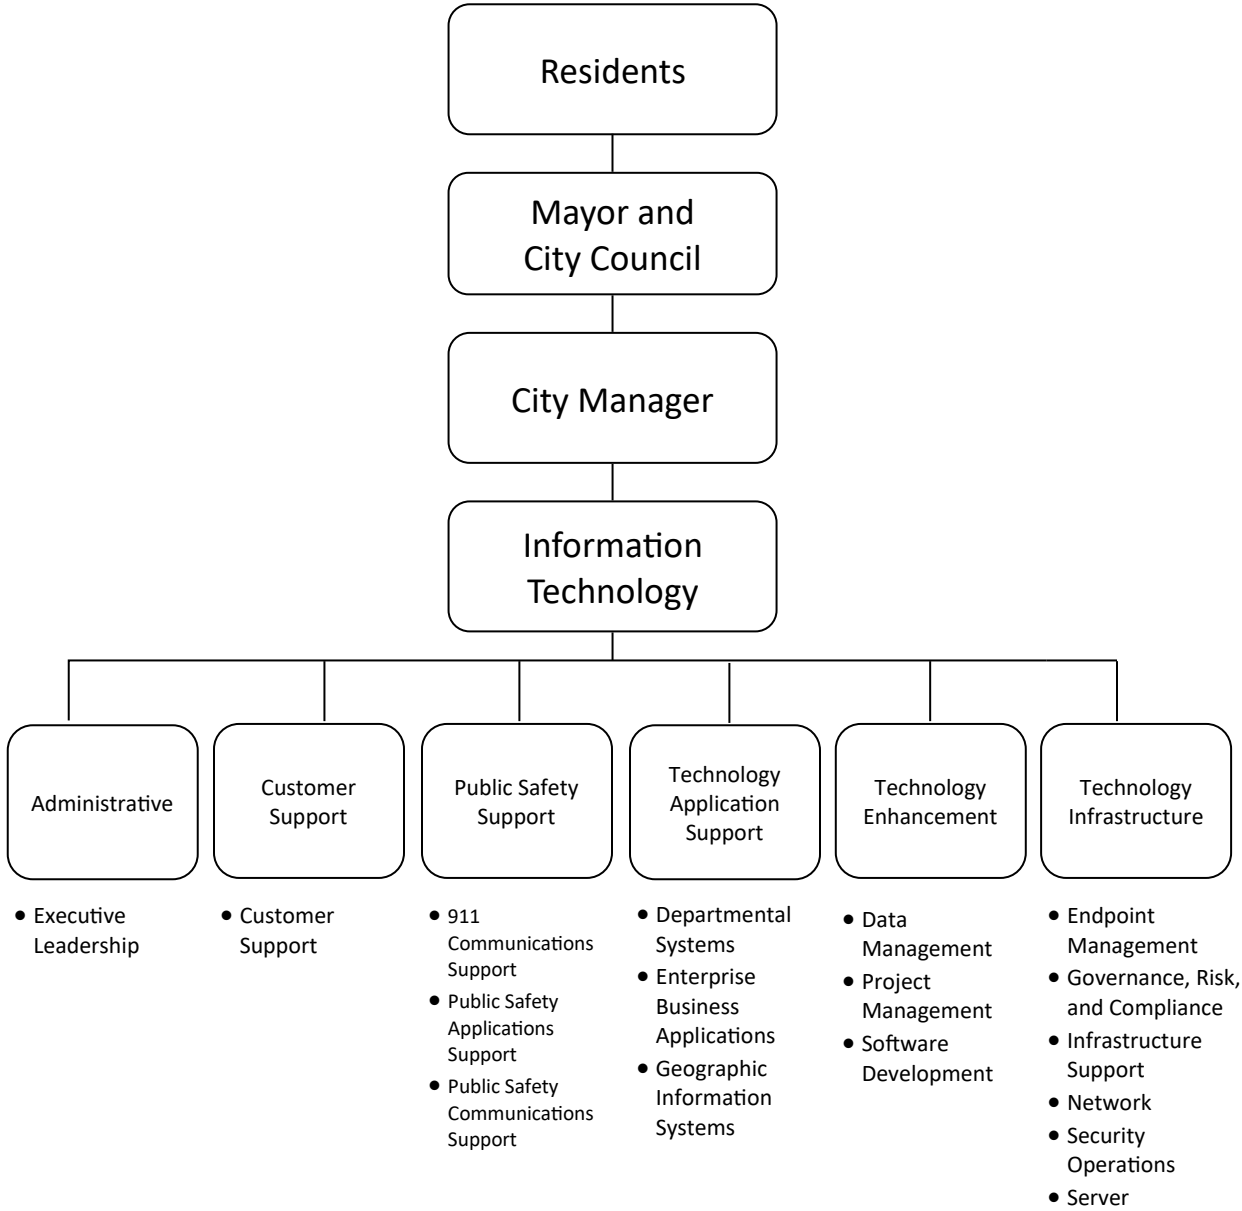 Residents
Mayor and
City Council
City Manager
Information
Technology
Administrative
Customer
Support
Public Safety
Support
Technology
Application
Support
Technology
Enhancement
Technology
Infrastructure
• Executive
Leadership
• Customer
Support
• 911
Communications
Support
• Public Safety
Applications
Support
• Public Safety
Communications
Support
• Departmental
Systems
• Enterprise
Business
Applications
• Geographic
Information
Systems
• Data
Management
• Project
Management
• Software
Development
• Endpoint
Management
• Governance, Risk,
and Compliance
• Infrastructure
Support
• Network
• Security
Operations
• Server